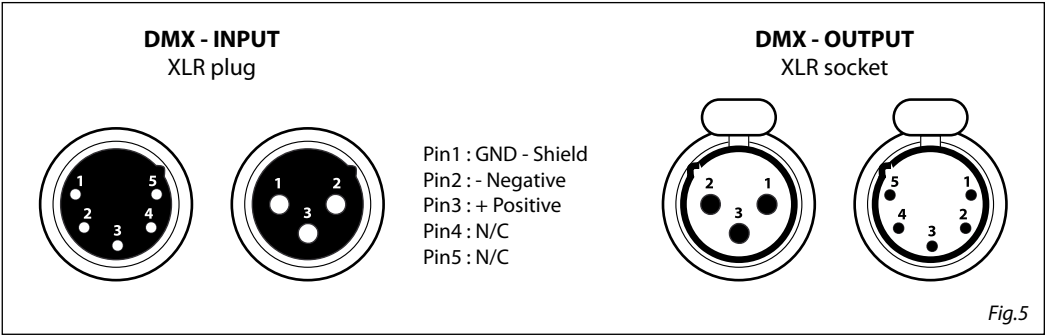 DMX - INPUT
XLR plug
1 5
2 4
3
1 2
3
Pin1 : GND - Shield
Pin2 : - Negative
Pin3 : + Positive
Pin4 : N/C
Pin5 : N/C
DMX - OUTPUT
XLR socket
2 1
3
5 1
4 2
3
Fig.5